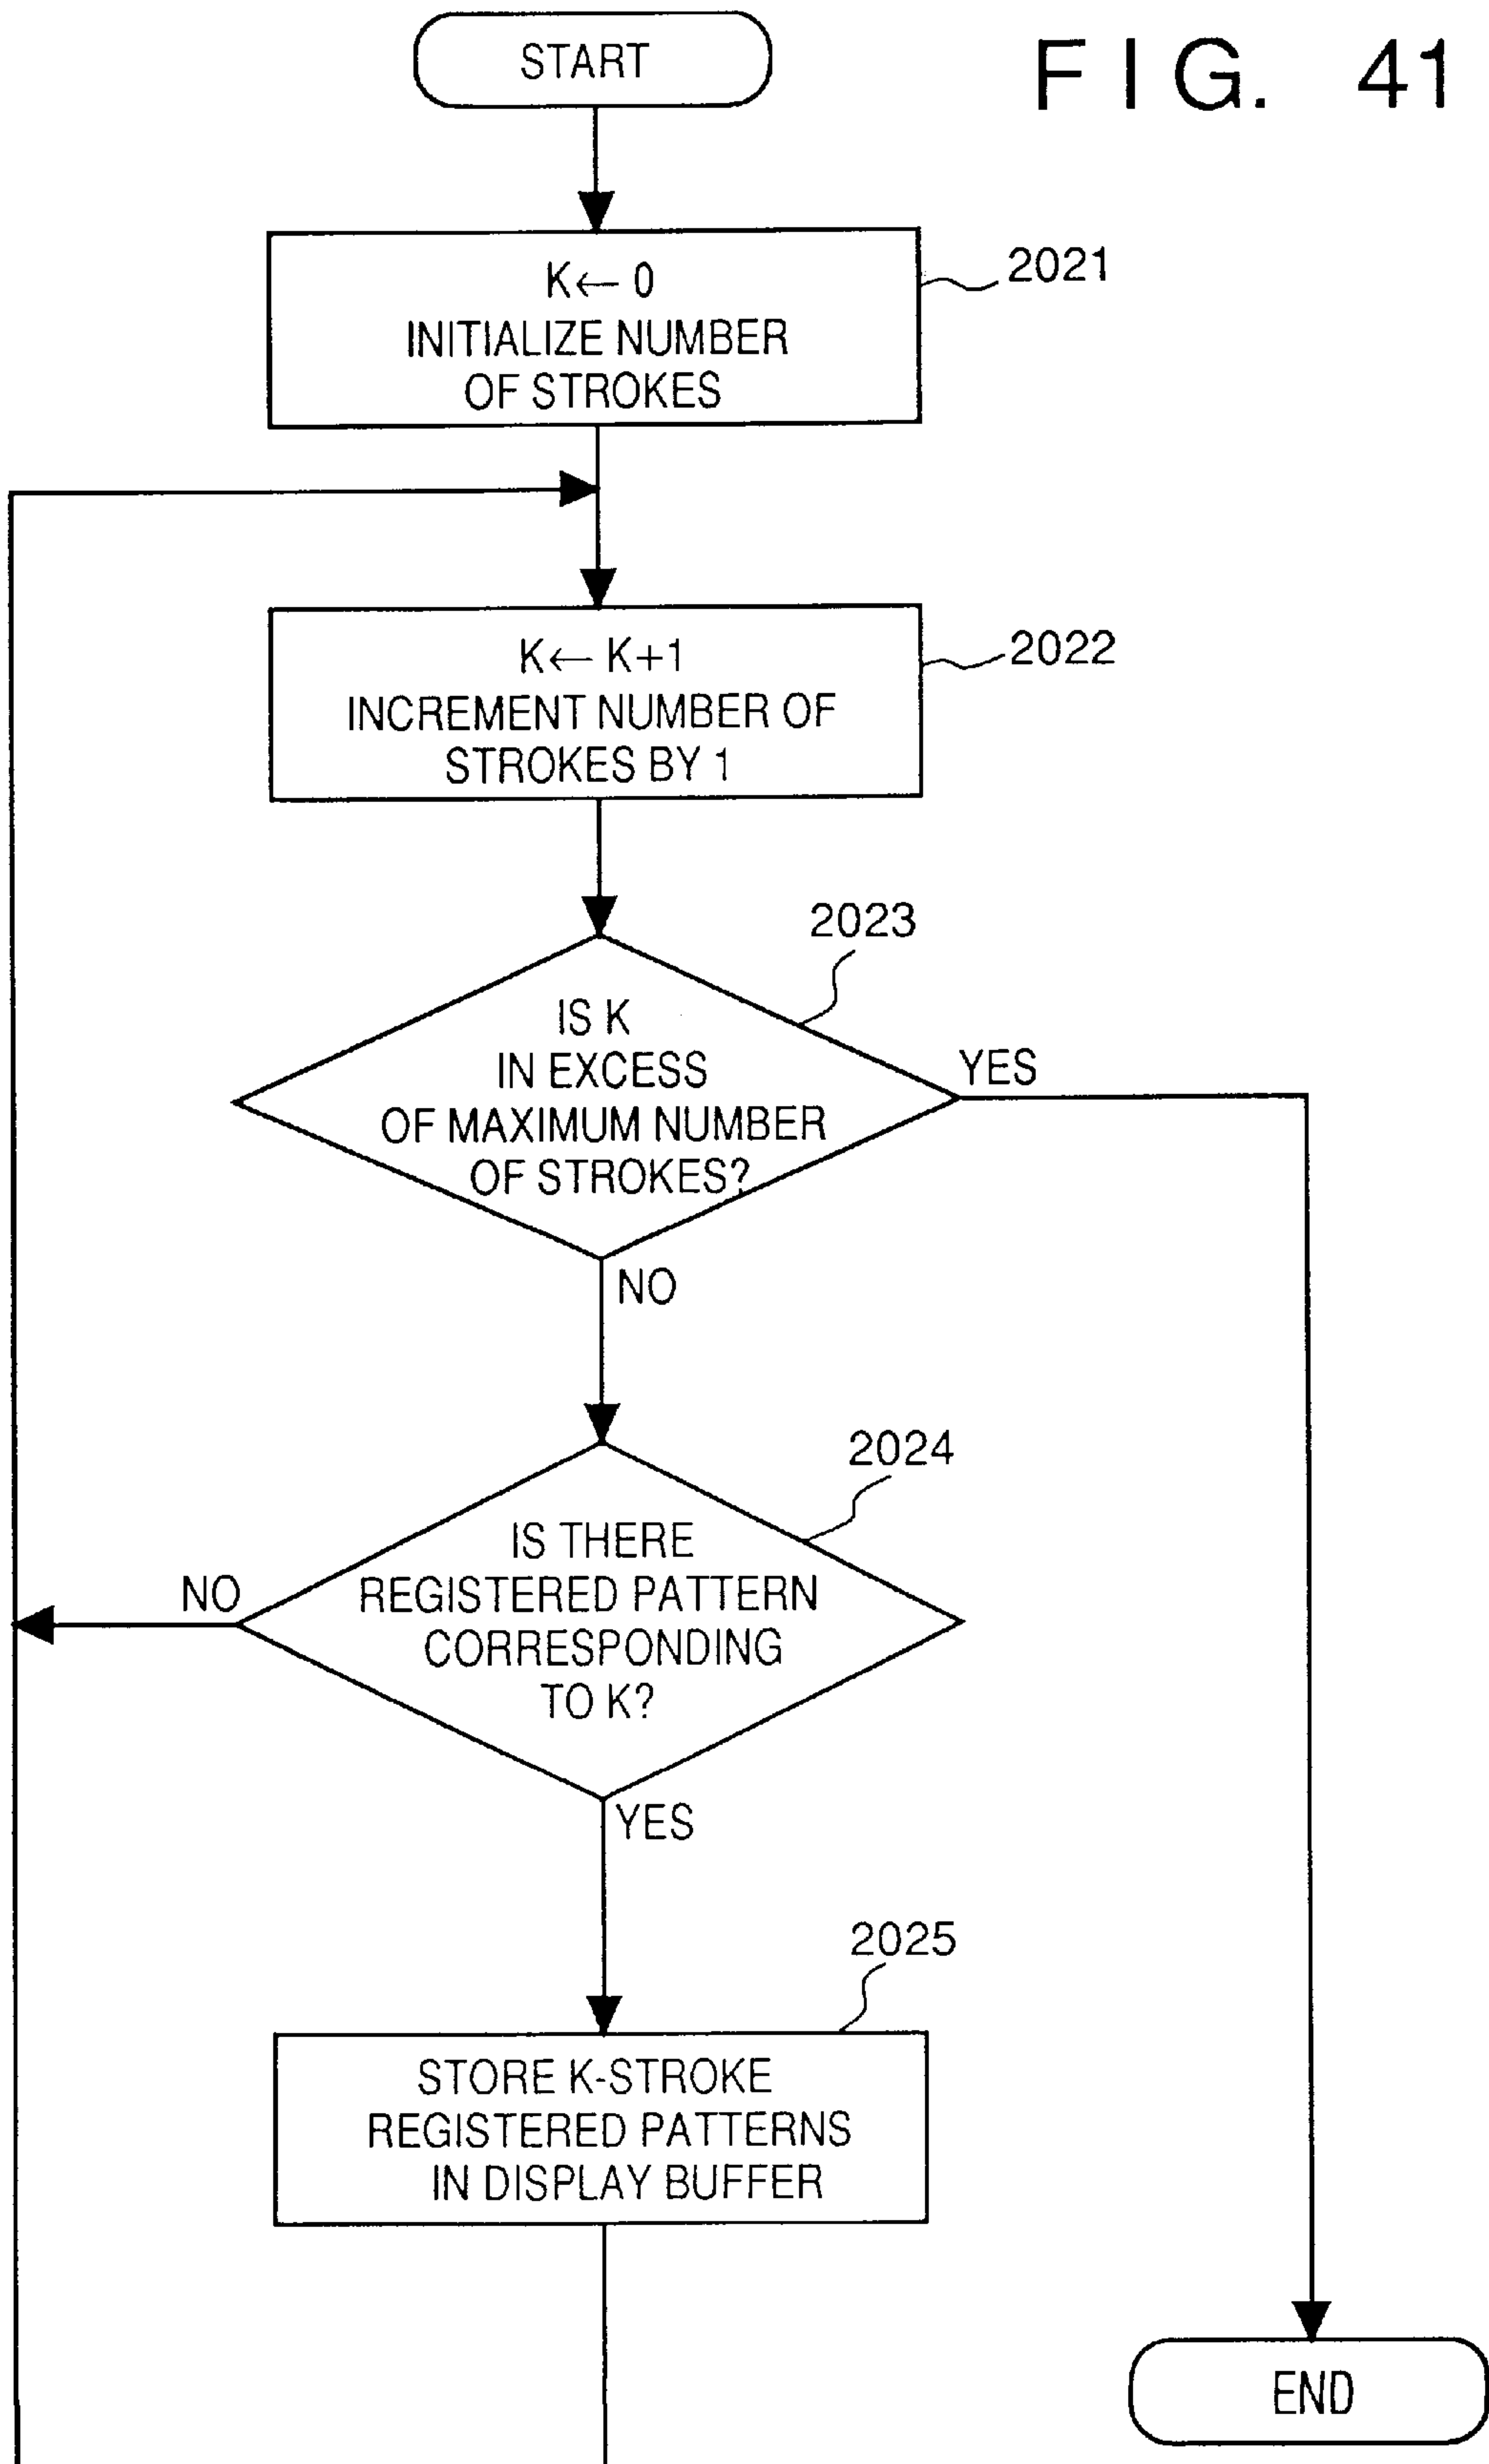 START
FIG. 41
K← 0
INITIALIZE NUMBER
OF STROKES
2021
K← K+1
INCREMENT NUMBER OF
STROKES BY 1
2022
2023
IS K
IN EXCESS
OF MAXIMUM NUMBER
OF STROKES?
YES
NO
2024
IS THERE
REGISTERED PATTERN
CORRESPONDING
TO K?
NO
YES
2025
STORE K-STROKE
REGISTERED PATTERNS
IN DISPLAY BUFFER
END